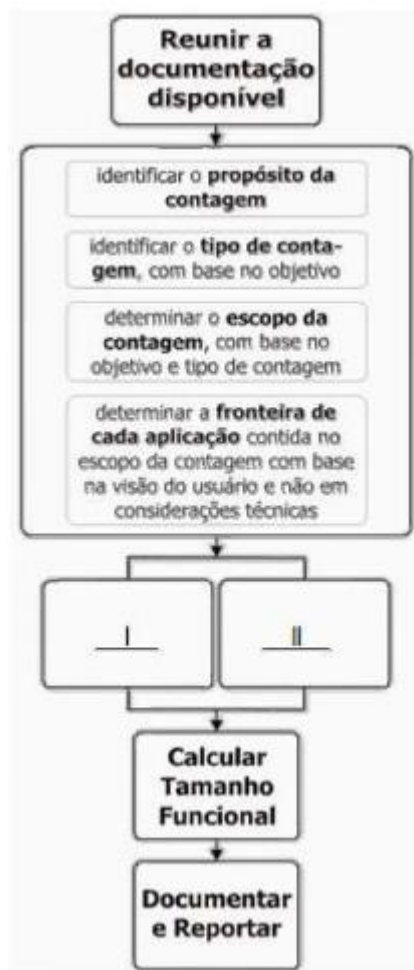 Reunir a
documentação
disponível
identificar o propósito da
contagem
identificar o tipo de conta-
gem, com base no objetivo
determinar o escopo da
contagem, com base no
objetivo e tipo de contagem
determinar a fronteira de
cada aplicação contida no
escopo da contagem com base
na visão do usuário e não em
considerações técnicas
I
II
Calcular
Tamanho
Funcional
Documentar
e Reportar